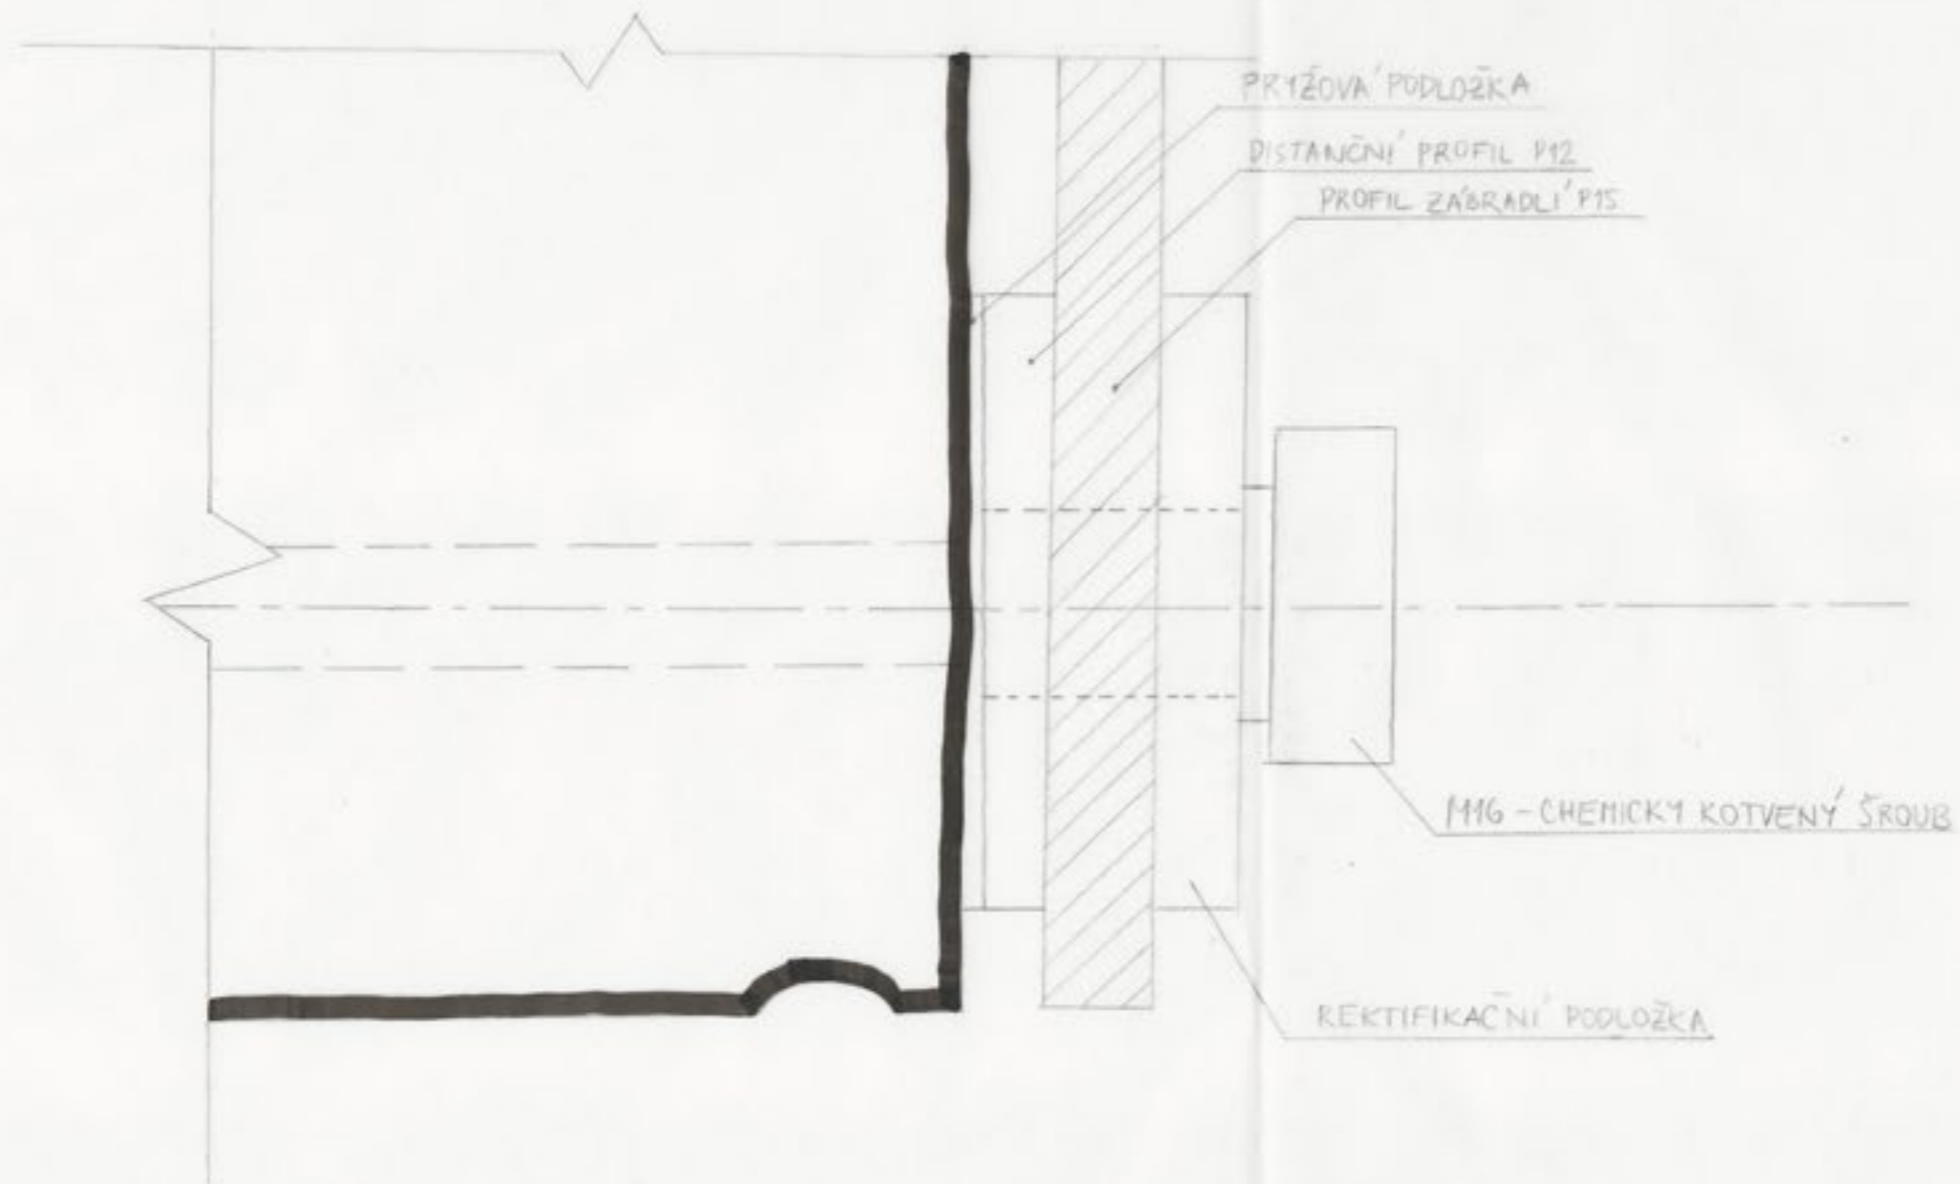 PRYŽOVÁ PODLOŽKA
DISTANČNÍ PROFIL P12
PROFIL ZÁBRADLÍ P15
M16 - CHEMICKY KOTVENÝ ŠROUB
REKTIFIKAČNÍ PODLOŽKA